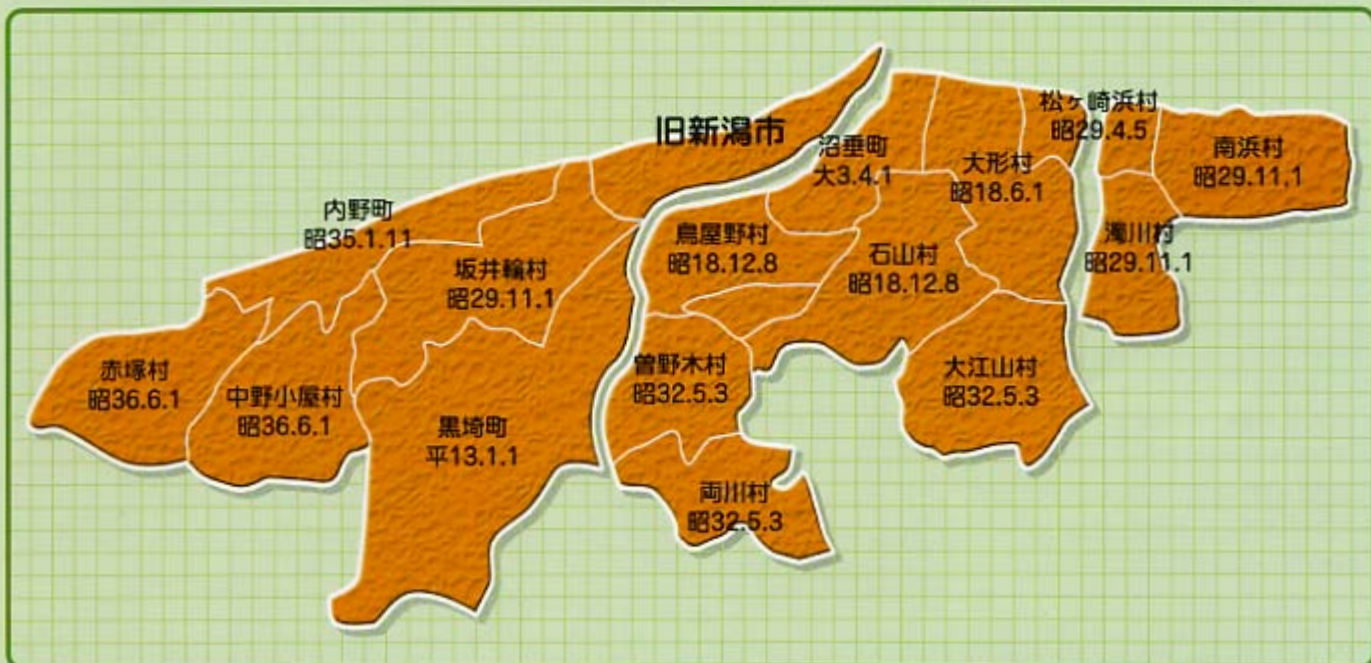 旧新潟市
松ヶ崎浜村
昭29.4.5
沼垂町
大3.4.1
大形村
昭18.6.1
南浜村
昭29.11.1
内野町
昭35.1.11
鳥屋野村
昭18.12.8
石山村
昭18.12.8
濁川村
昭29.11.1
坂井輪村
昭29.11.1
赤塚村
昭36.6.1
中野小屋村
昭36.6.1
曽野木村
昭32.5.3
大江山村
昭32.5.3
黒埼町
平13.1.1
両川村
昭32.5.3